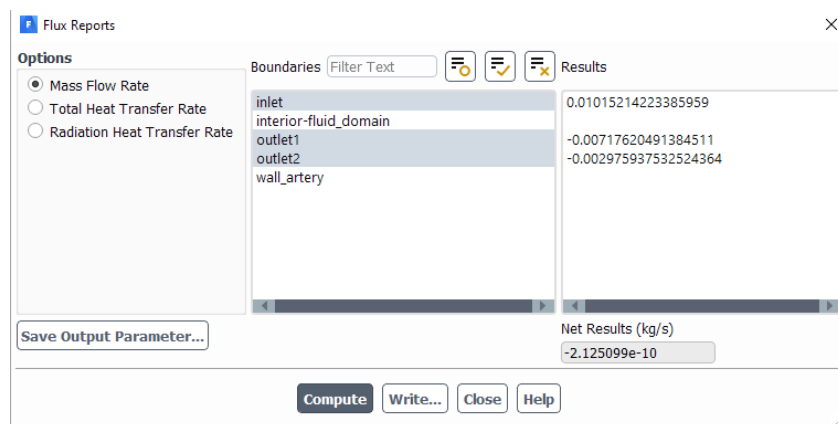 Flux Reports
Options
Mass Flow Rate
Total Heat Transfer Rate
Radiation Heat Transfer Rate
Save Output Parameter...
Boundaries Filter Text
inlet
interior-fluid_domain
outlet1
outlet2
wall_artery
Results
0.01015214223385959
-0.00717620491384511
-0.002975937532524364
Net Results (kg/s)
-2.125099e-10
Compute Write... Close Help